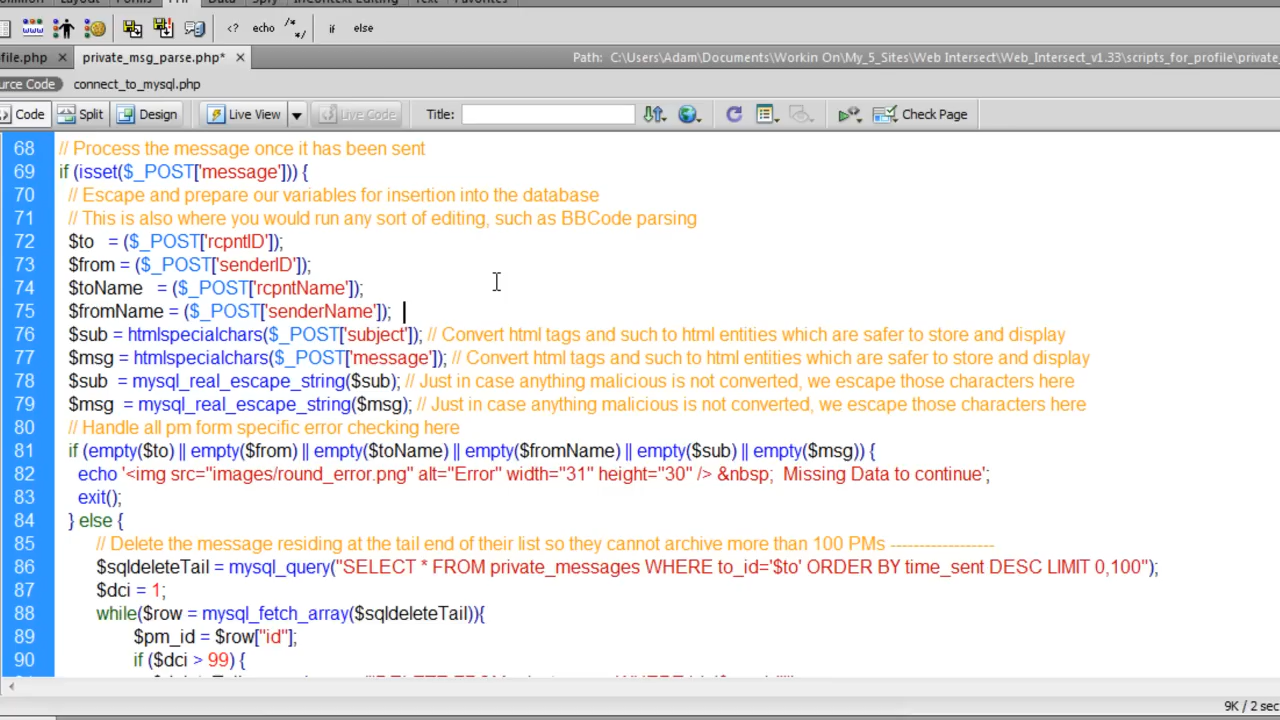 <? echo /* */ if else
file.php × private_msg_parse.php* × Path: C:\Users\Adam\Documents\Workin On\My_5_Sites\Web Intersect\Web_Intersect_v1.33\scripts_for_profile\private_
urce Code connect_to_mysql.php
Code Split Design Live View Live Code Title: Check Page
68 // Process the message once it has been sent
69 if (isset($_POST['message'])) {
70 // Escape and prepare our variables for insertion into the database
71 // This is also where you would run any sort of editing, such as BBCode parsing
72 $to = ($_POST['rcpntID']);
73 $from = ($_POST['senderID']);
74 $toName = ($_POST['rcpntName']);
75 $fromName = ($_POST['senderName']);
76 $sub = htmlspecialchars($_POST['subject']); // Convert html tags and such to html entities which are safer to store and display
77 $msg = htmlspecialchars($_POST['message']); // Convert html tags and such to html entities which are safer to store and display
78 $sub = mysql_real_escape_string($sub); // Just in case anything malicious is not converted, we escape those characters here
79 $msg = mysql_real_escape_string($msg); // Just in case anything malicious is not converted, we escape those characters here
80 // Handle all pm form specific error checking here
81 if (empty($to) || empty($from) || empty($toName) || empty($fromName) || empty($sub) || empty($msg)) {
82 echo '<img src="images/round_error.png" alt="Error" width="31" height="30" /> &nbsp; Missing Data to continue';
83 exit();
84 } else {
85 // Delete the message residing at the tail end of their list so they cannot archive more than 100 PMs ------------------
86 $sqldeleteTail = mysql_query("SELECT * FROM private_messages WHERE to_id='$to' ORDER BY time_sent DESC LIMIT 0,100");
87 $dci = 1;
88 while($row = mysql_fetch_array($sqldeleteTail)){
89 $pm_id = $row["id"];
90 if ($dci > 99) {
9K / 2 sec